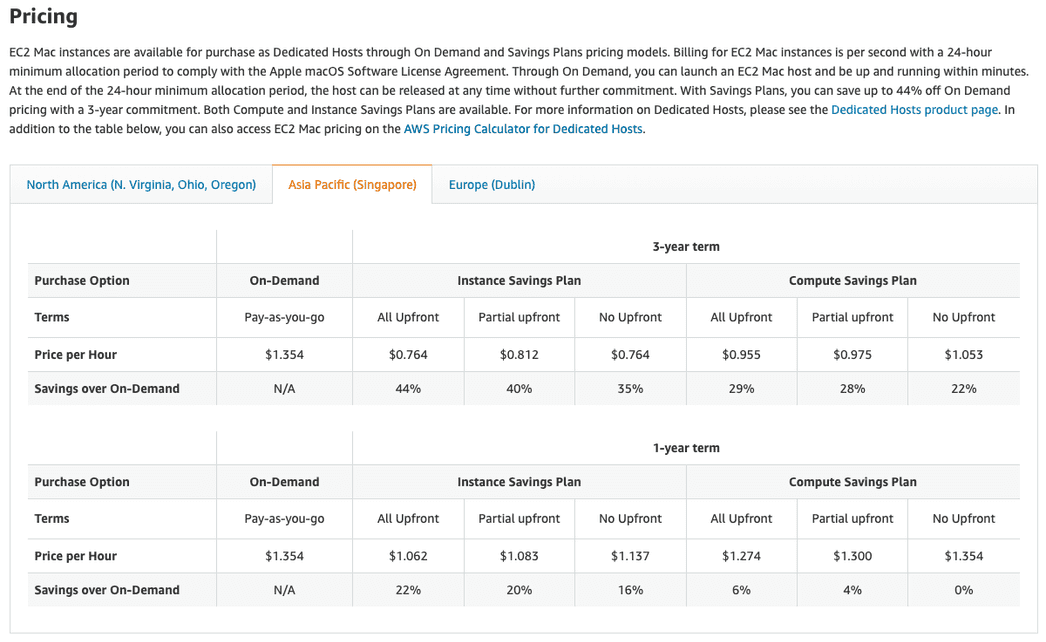 Pricing
EC2 Mac instances are available for purchase as Dedicated Hosts through On Demand and Savings Plans pricing models. Billing for EC2 Mac instances is per second with a 24-hour
minimum allocation period to comply with the Apple macOS Software License Agreement. Through On Demand, you can launch an EC2 Mac host and be up and running within minutes.
At the end of the 24-hour minimum allocation period, the host can be released at any time without further commitment. With Savings Plans, you can save up to 44% off On Demand
pricing with a 3-year commitment. Both Compute and Instance Savings Plans are available. For more information on Dedicated Hosts, please see the Dedicated Hosts product page. In
addition to the table below, you can also access EC2 Mac pricing on the AWS Pricing Calculator for Dedicated Hosts.
North America (N. Virginia, Ohio, Oregon) Asia Pacific (Singapore) Europe (Dublin)
3-year term
Purchase Option On-Demand Instance Savings Plan Compute Savings Plan
Terms Pay-as-you-go All Upfront Partial upfront No Upfront All Upfront Partial upfront No Upfront
Price per Hour $1.354 $0.764 $0.812 $0.764 $0.955 $0.975 $1.053
Savings over On-Demand N/A 44% 40% 35% 29% 28% 22%
1-year term
Purchase Option On-Demand Instance Savings Plan Compute Savings Plan
Terms Pay-as-you-go All Upfront Partial upfront No Upfront All Upfront Partial upfront No Upfront
Price per Hour $1.354 $1.062 $1.083 $1.137 $1.274 $1.300 $1.354
Savings over On-Demand N/A 22% 20% 16% 6% 4% 0%